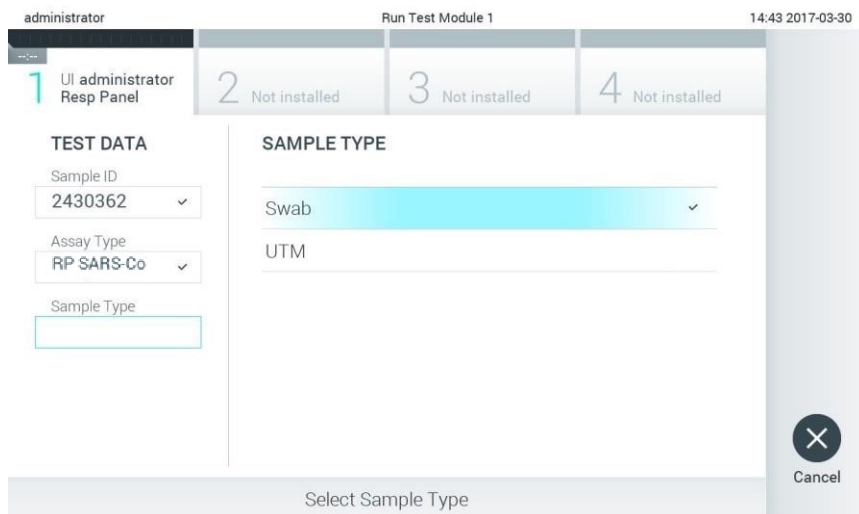 administrator Run Test Module 1 14:43 2017-03-30
--:--
1 UI administrator
Resp Panel
2 Not installed
3 Not installed
4 Not installed
TEST DATA
Sample ID
2430362
Assay Type
RP SARS-Co
Sample Type
SAMPLE TYPE
Swab
UTM
Cancel
Select Sample Type